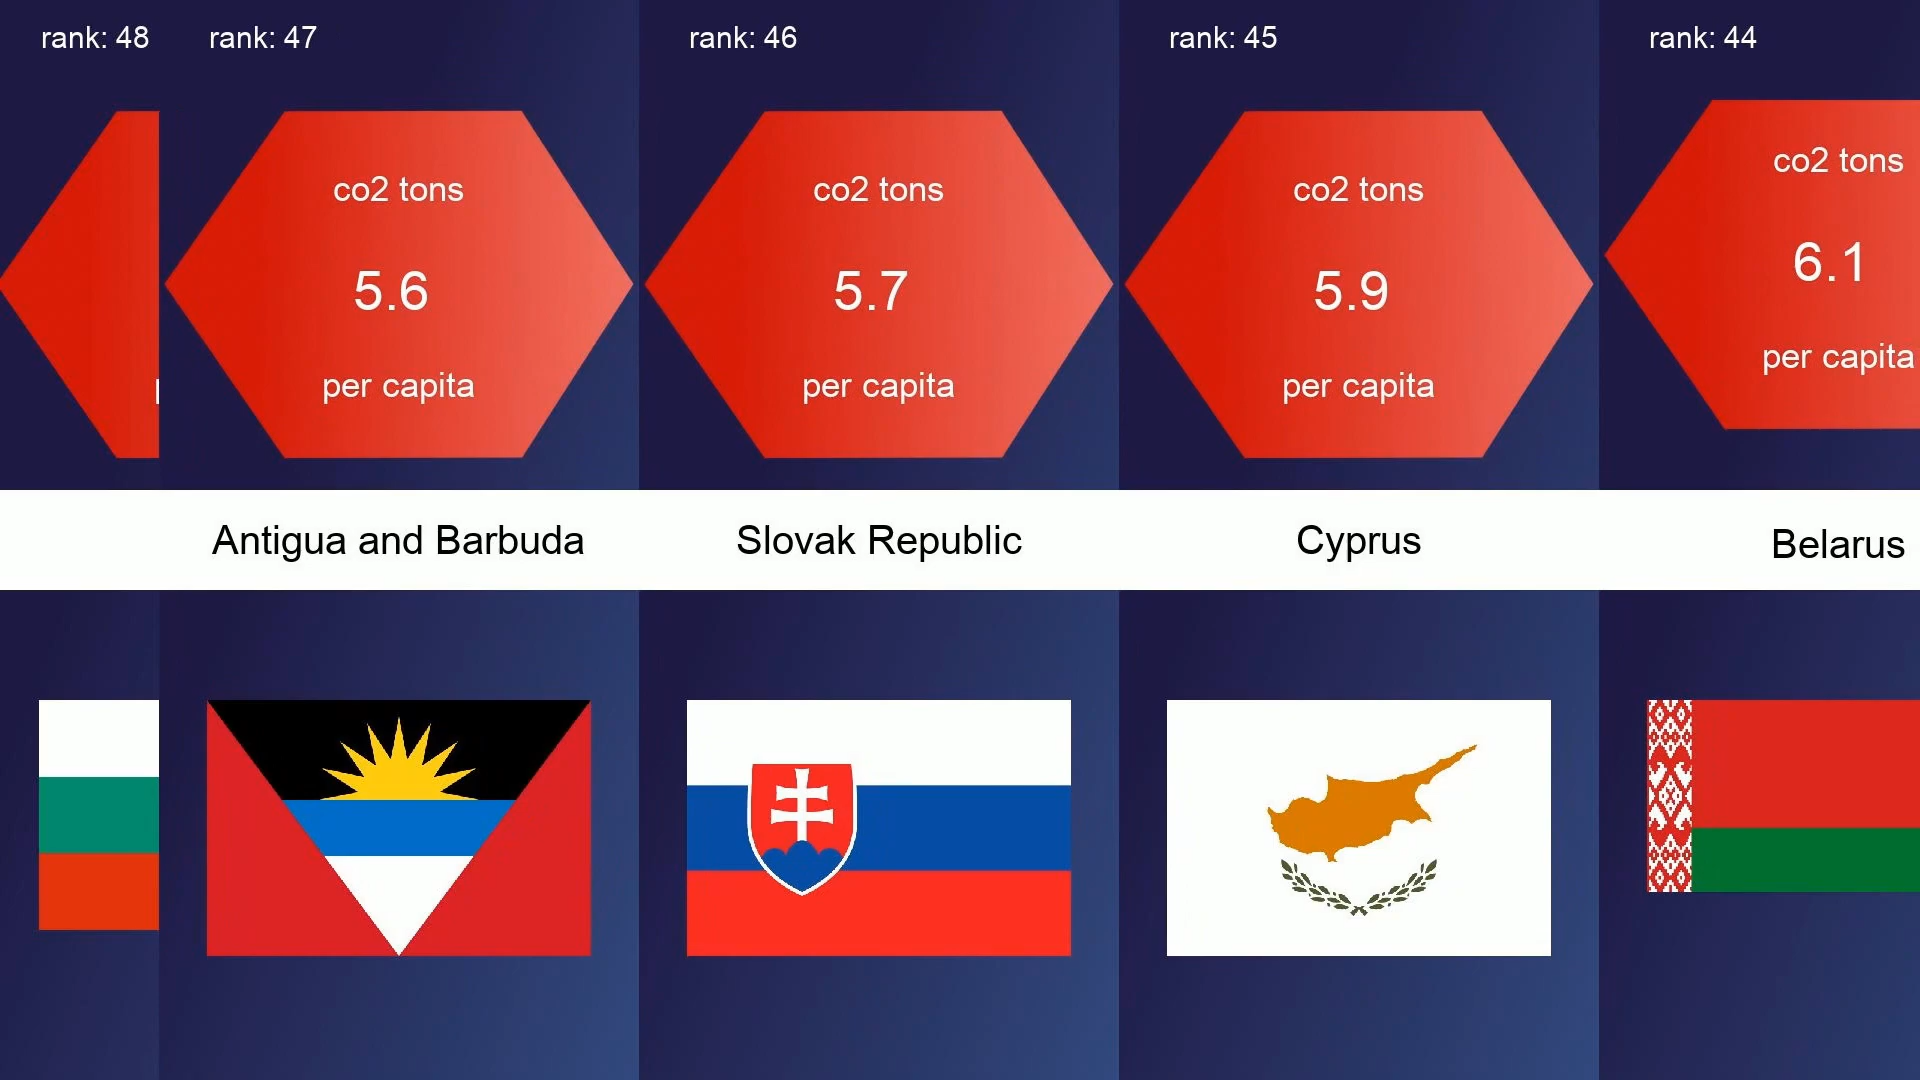 rank: 48
rank: 47
co2 tons
5.6
per capita
Antigua and Barbuda
rank: 46
co2 tons
5.7
per capita
Slovak Republic
rank: 45
co2 tons
5.9
per capita
Cyprus
rank: 44
co2 tons
6.1
per capita
Belarus